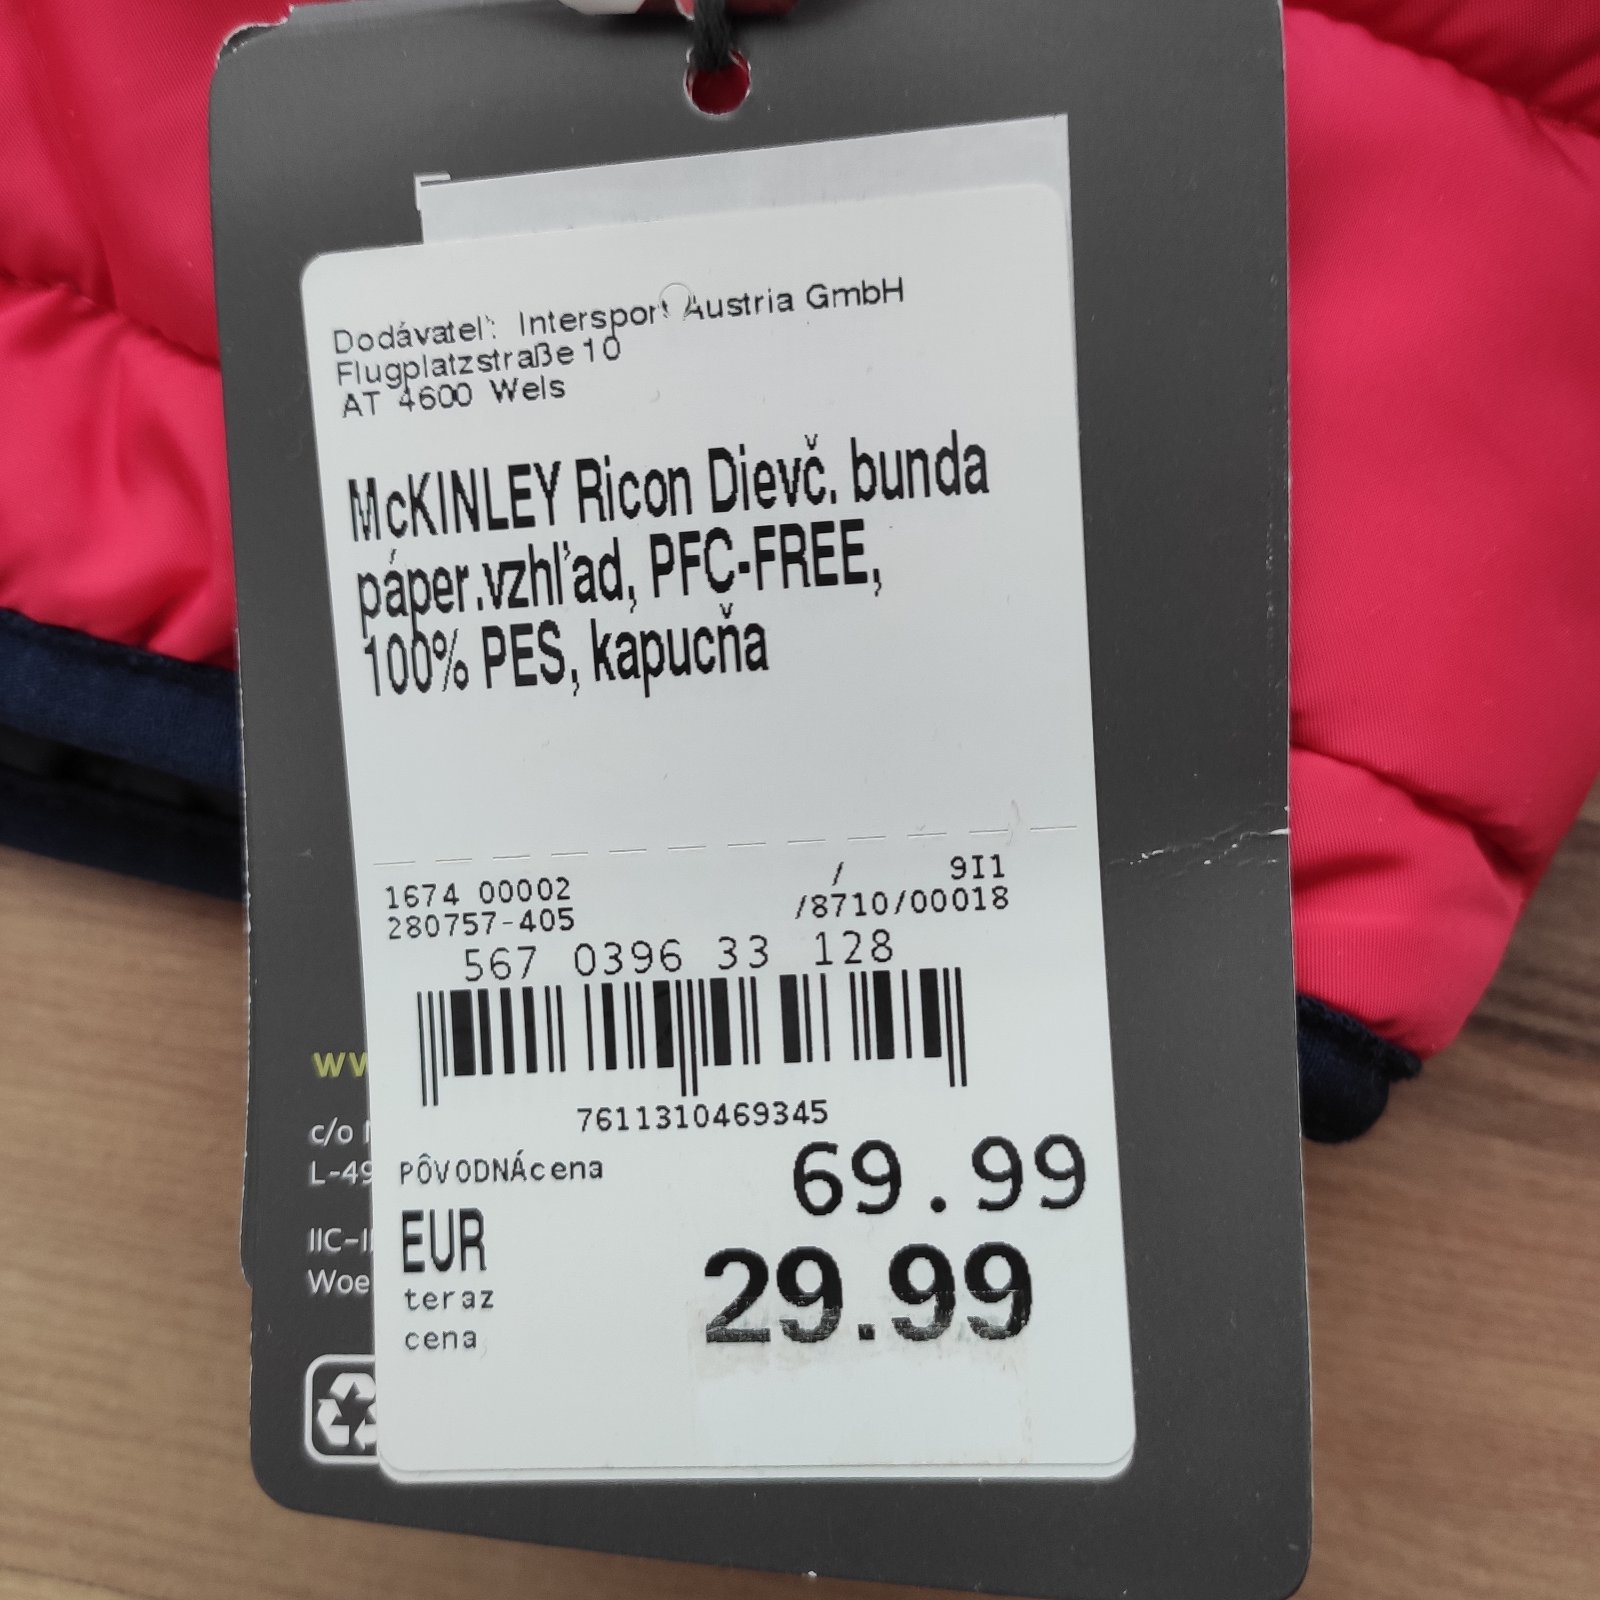 Dodávateľ: Intersport Austria GmbH
Flugplatzstraße 10
AT 4600 Wels
McKINLEY Ricon Dievč. bunda
páper.vzhľad, PFC-FREE,
100% PES, kapucňa
1674 00002 / 9I1
280757-405 /8710/00018
567 0396 33 128
7611310469345
PÔVODNÁcena 69.99
EUR 29.99
teraz
cena
c/o